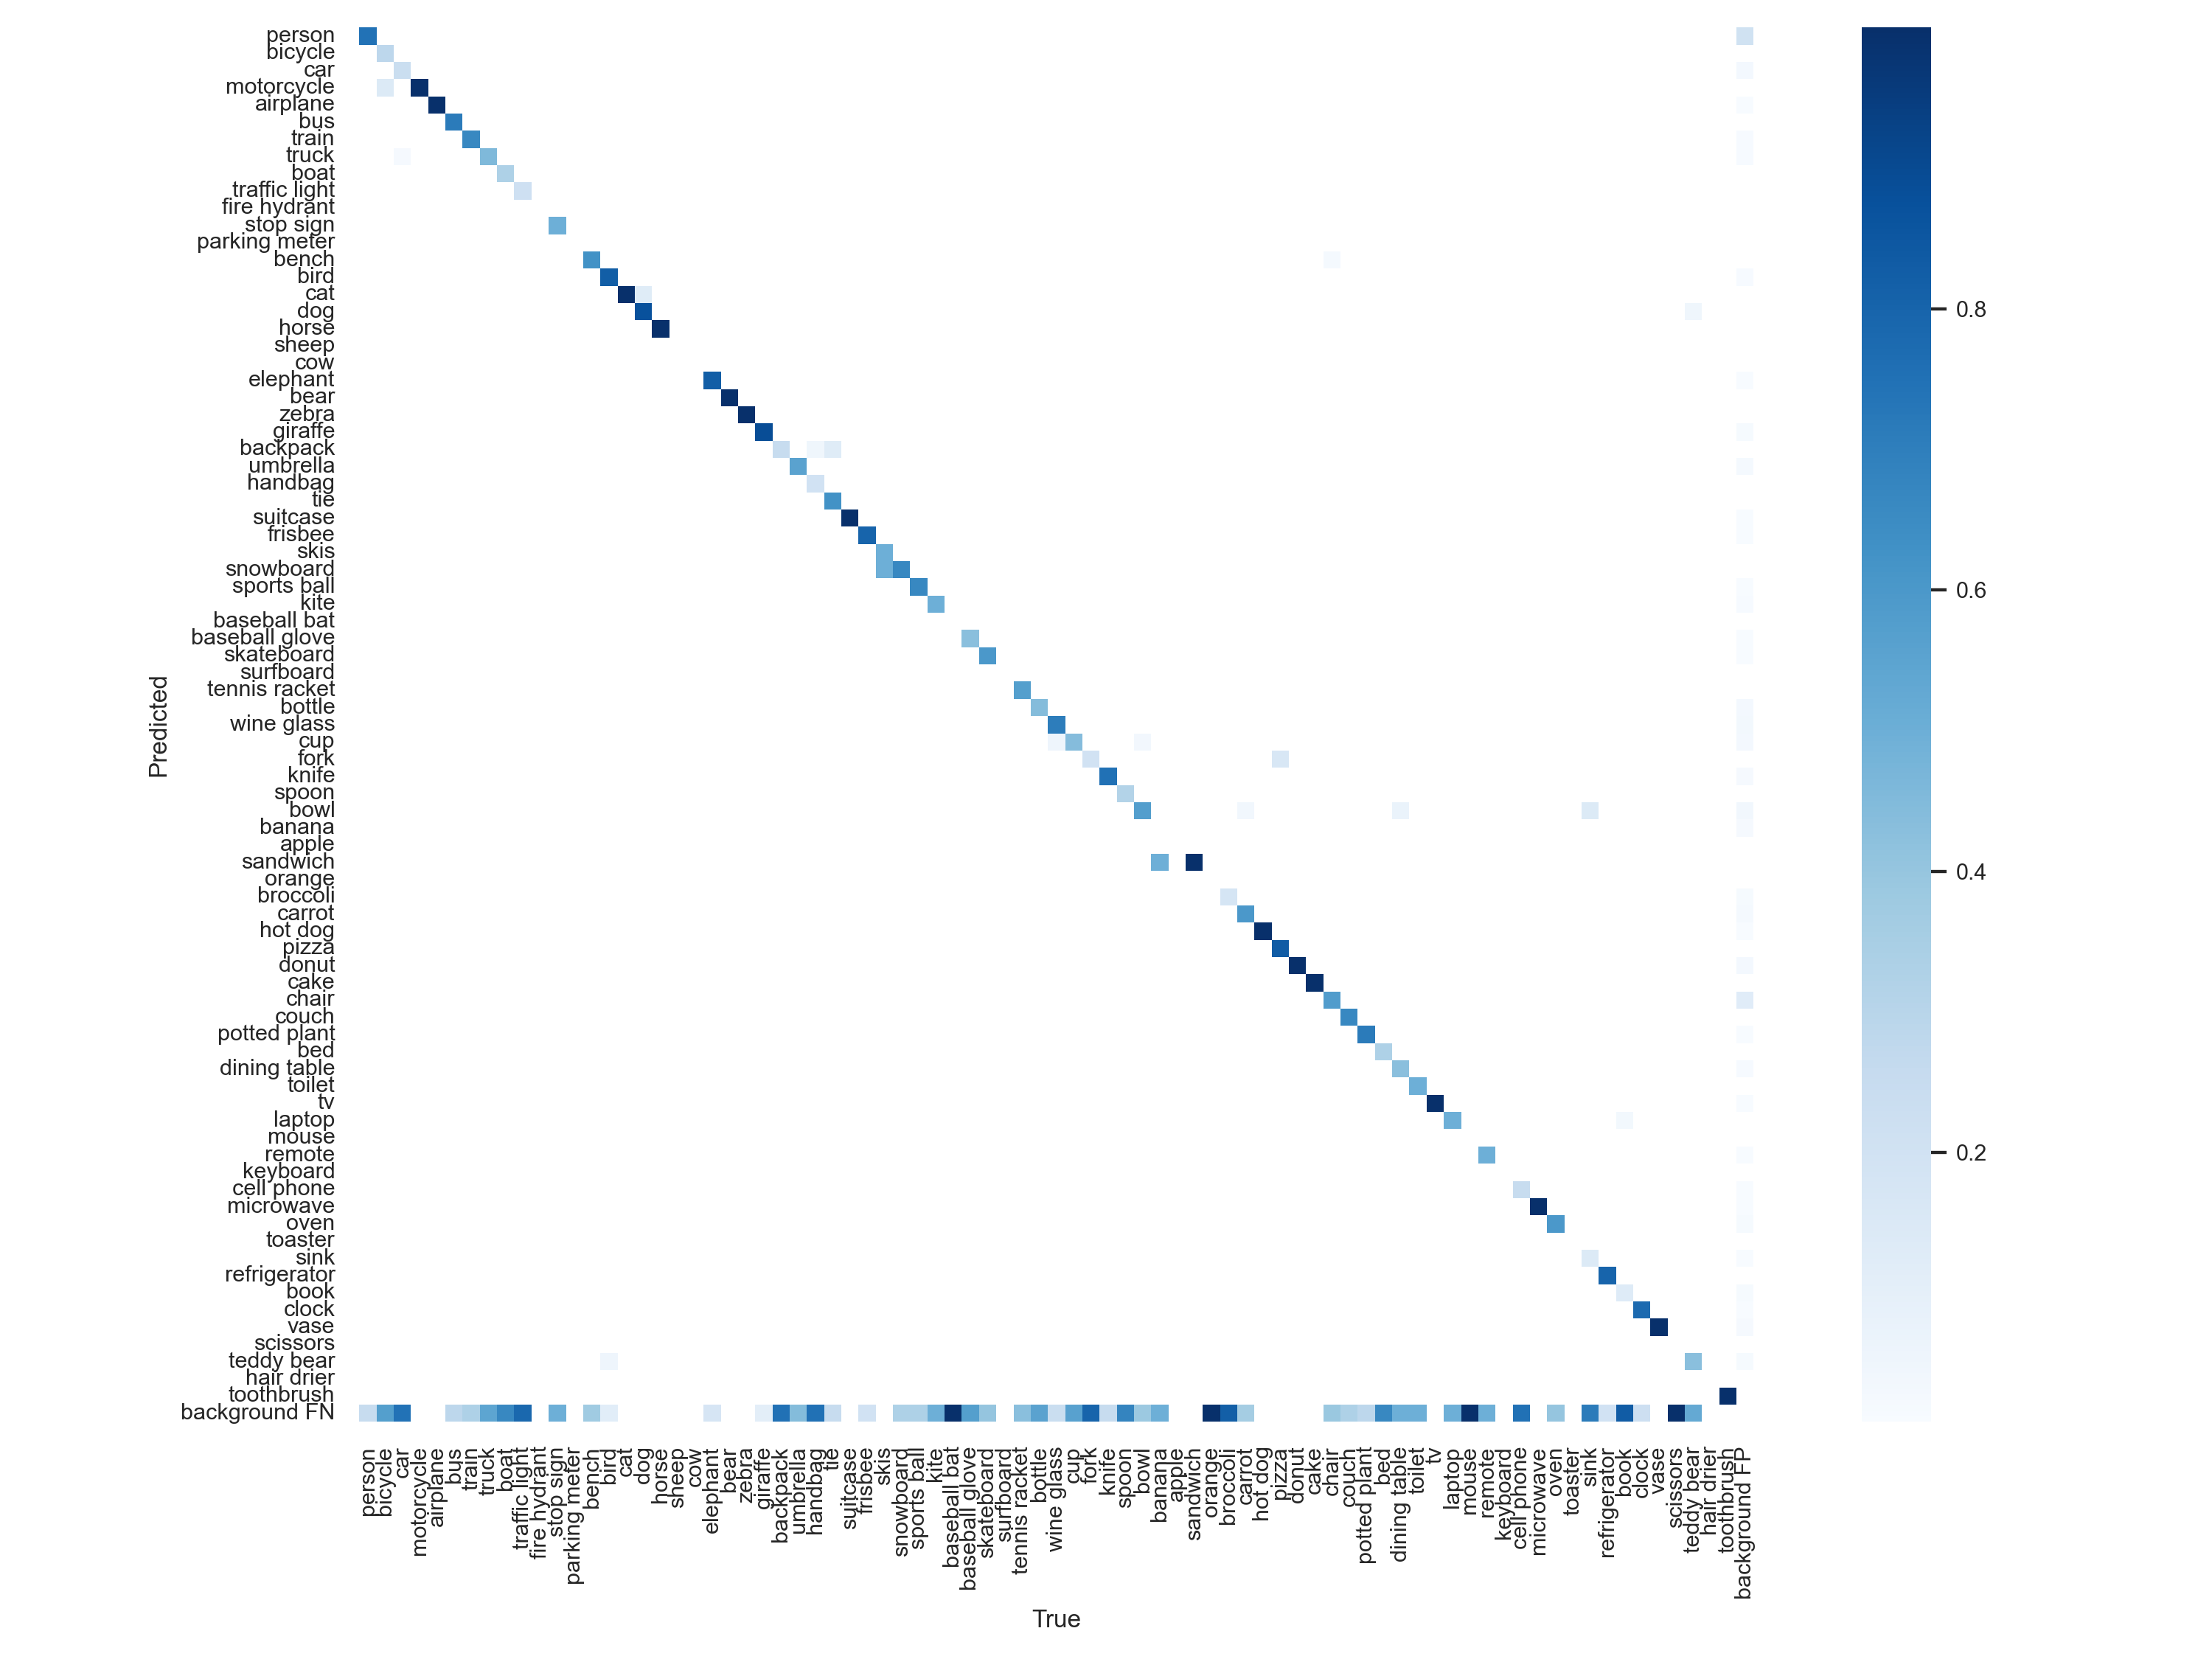 person
bicycle
car
motorcycle
airplane
bus
train
truck
boat
traffic light
fire hydrant
stop sign
parking meter
bench
bird
cat
dog
horse
sheep
cow
elephant
bear
zebra
giraffe
backpack
umbrella
handbag
tie
suitcase
frisbee
skis
snowboard
sports ball
kite
baseball bat
baseball glove
skateboard
surfboard
tennis racket
bottle
wine glass
cup
fork
knife
spoon
bowl
banana
apple
sandwich
orange
broccoli
carrot
hot dog
pizza
donut
cake
chair
couch
potted plant
bed
dining table
toilet
tv
laptop
mouse
remote
keyboard
cell phone
microwave
oven
toaster
sink
refrigerator
book
clock
vase
scissors
teddy bear
hair drier
toothbrush
background FN
Predicted
person
bicycle
car
motorcycle
airplane
bus
train
truck
boat
traffic light
fire hydrant
stop sign
parking meter
bench
bird
cat
dog
horse
sheep
cow
elephant
bear
zebra
giraffe
backpack
umbrella
handbag
tie
suitcase
frisbee
skis
snowboard
sports ball
kite
baseball bat
baseball glove
skateboard
surfboard
tennis racket
bottle
wine glass
cup
fork
knife
spoon
bowl
banana
apple
sandwich
orange
broccoli
carrot
hot dog
pizza
donut
cake
chair
couch
potted plant
bed
dining table
toilet
tv
laptop
mouse
remote
keyboard
cell phone
microwave
oven
toaster
sink
refrigerator
book
clock
vase
scissors
teddy bear
hair drier
toothbrush
background FP
True
0.8
0.6
0.4
0.2